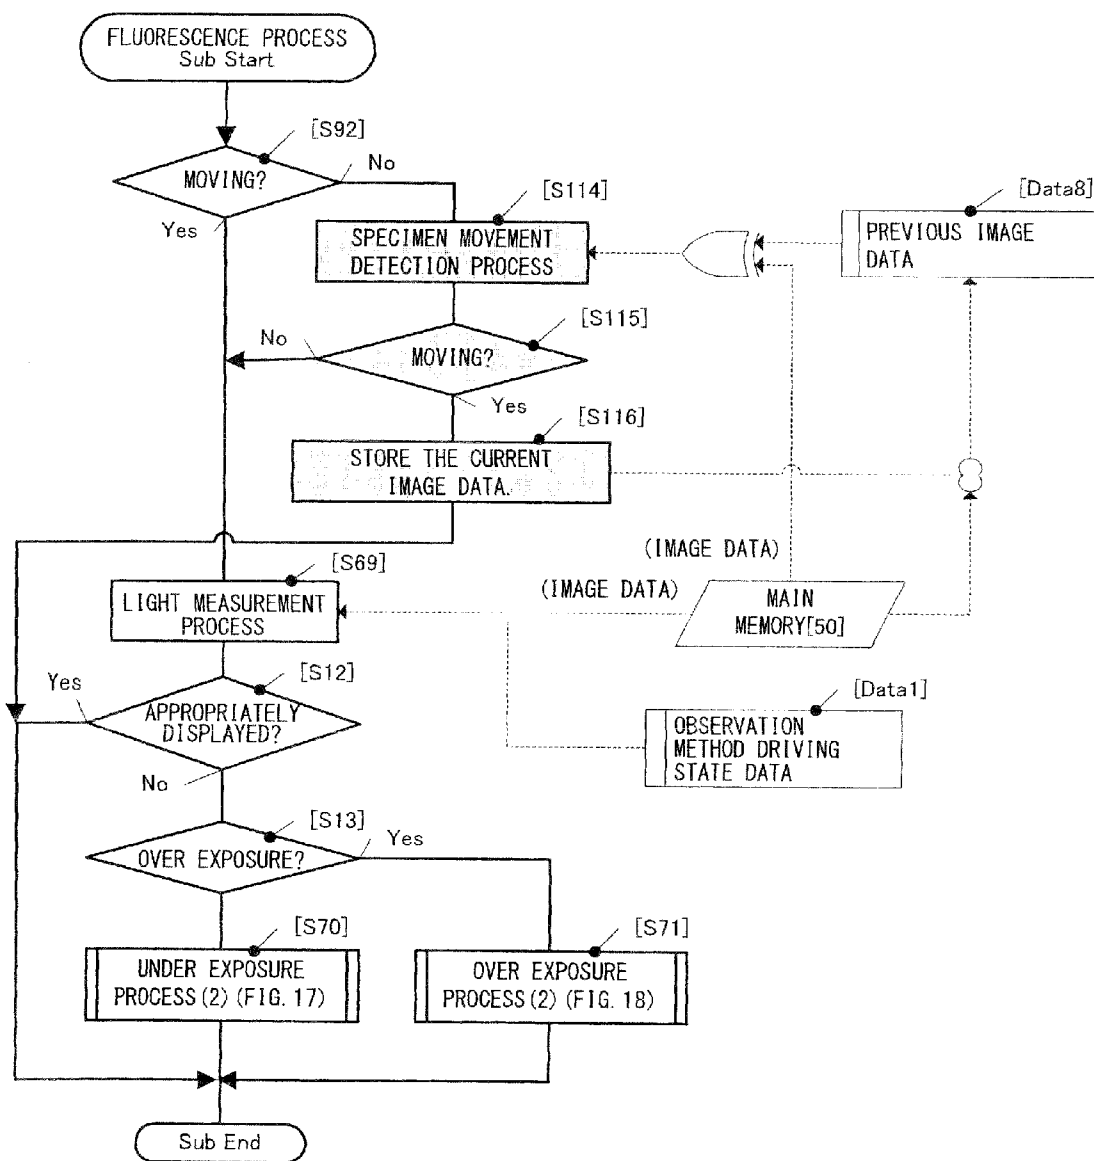 FLUORESCENCE PROCESS
Sub Start
[S92]
MOVING?
No
Yes
[S114]
SPECIMEN MOVEMENT
DETECTION PROCESS
[Data8]
PREVIOUS IMAGE
DATA
[S115]
No
MOVING?
Yes
[S116]
STORE THE CURRENT
IMAGE DATA.
(IMAGE DATA)
[S69]
(IMAGE DATA)
LIGHT MEASUREMENT
PROCESS
MAIN
MEMORY[50]
[S12]
Yes
APPROPRIATELY
DISPLAYED?
No
[Data1]
OBSERVATION
METHOD DRIVING
STATE DATA
[S13]
Yes
OVER EXPOSURE?
[S70]
UNDER EXPOSURE
PROCESS(2)(FIG. 17)
[S71]
OVER EXPOSURE
PROCESS(2)(FIG. 18)
Sub End